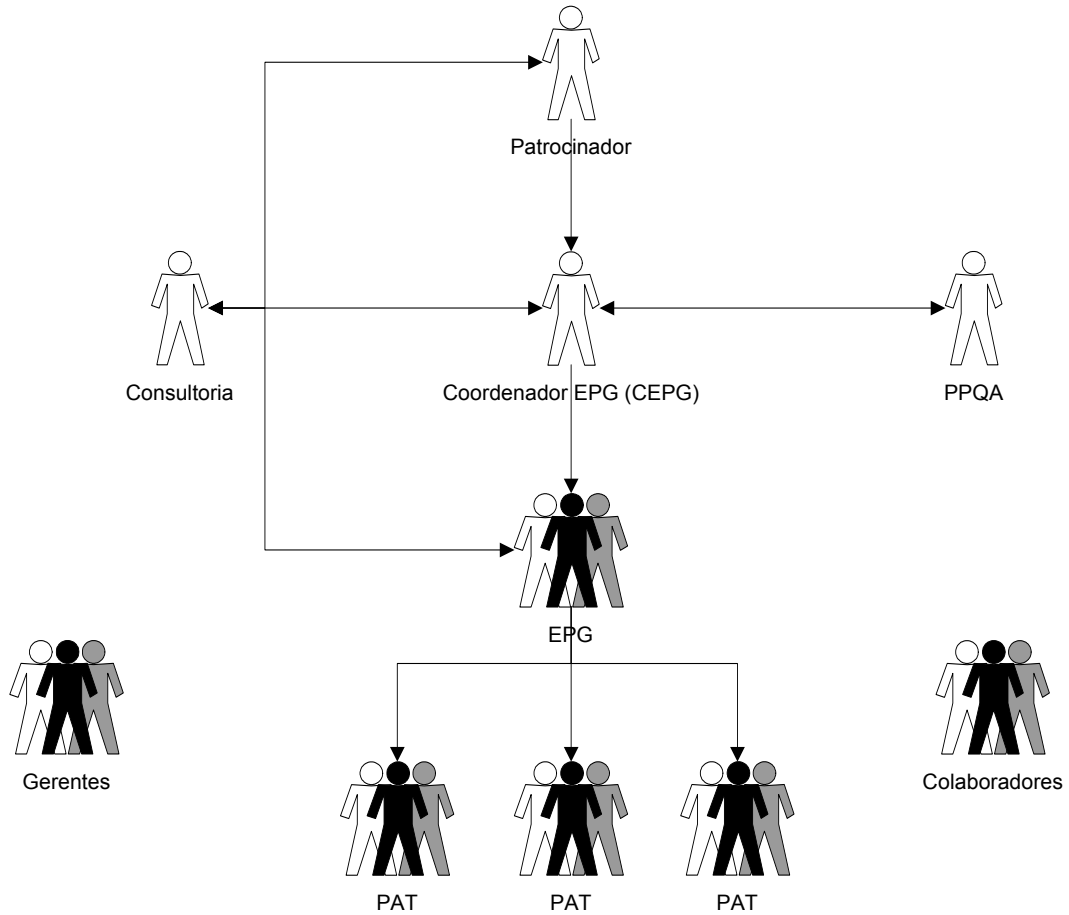 Patrocinador
Consultoria
Coordenador EPG (CEPG)
PPQA
EPG
Gerentes
Colaboradores
PAT
PAT
PAT